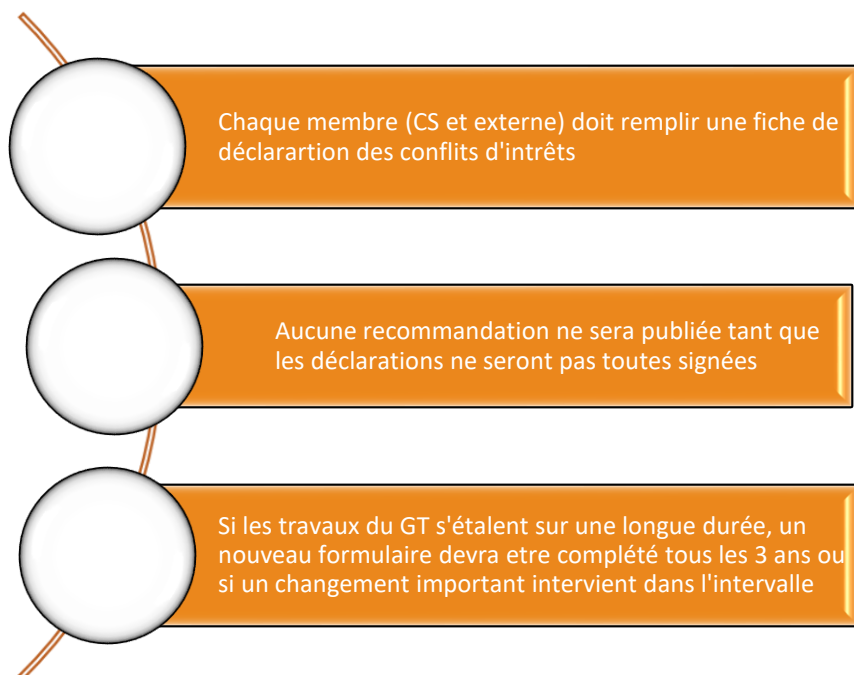 Chaque membre (CS et externe) doit remplir une fiche de
déclarartion des conflits d'intrêts
Aucune recommandation ne sera publiée tant que
les déclarations ne seront pas toutes signées
Si les travaux du GT s'étalent sur une longue durée, un
nouveau formulaire devra etre complété tous les 3 ans ou
si un changement important intervient dans l'intervalle